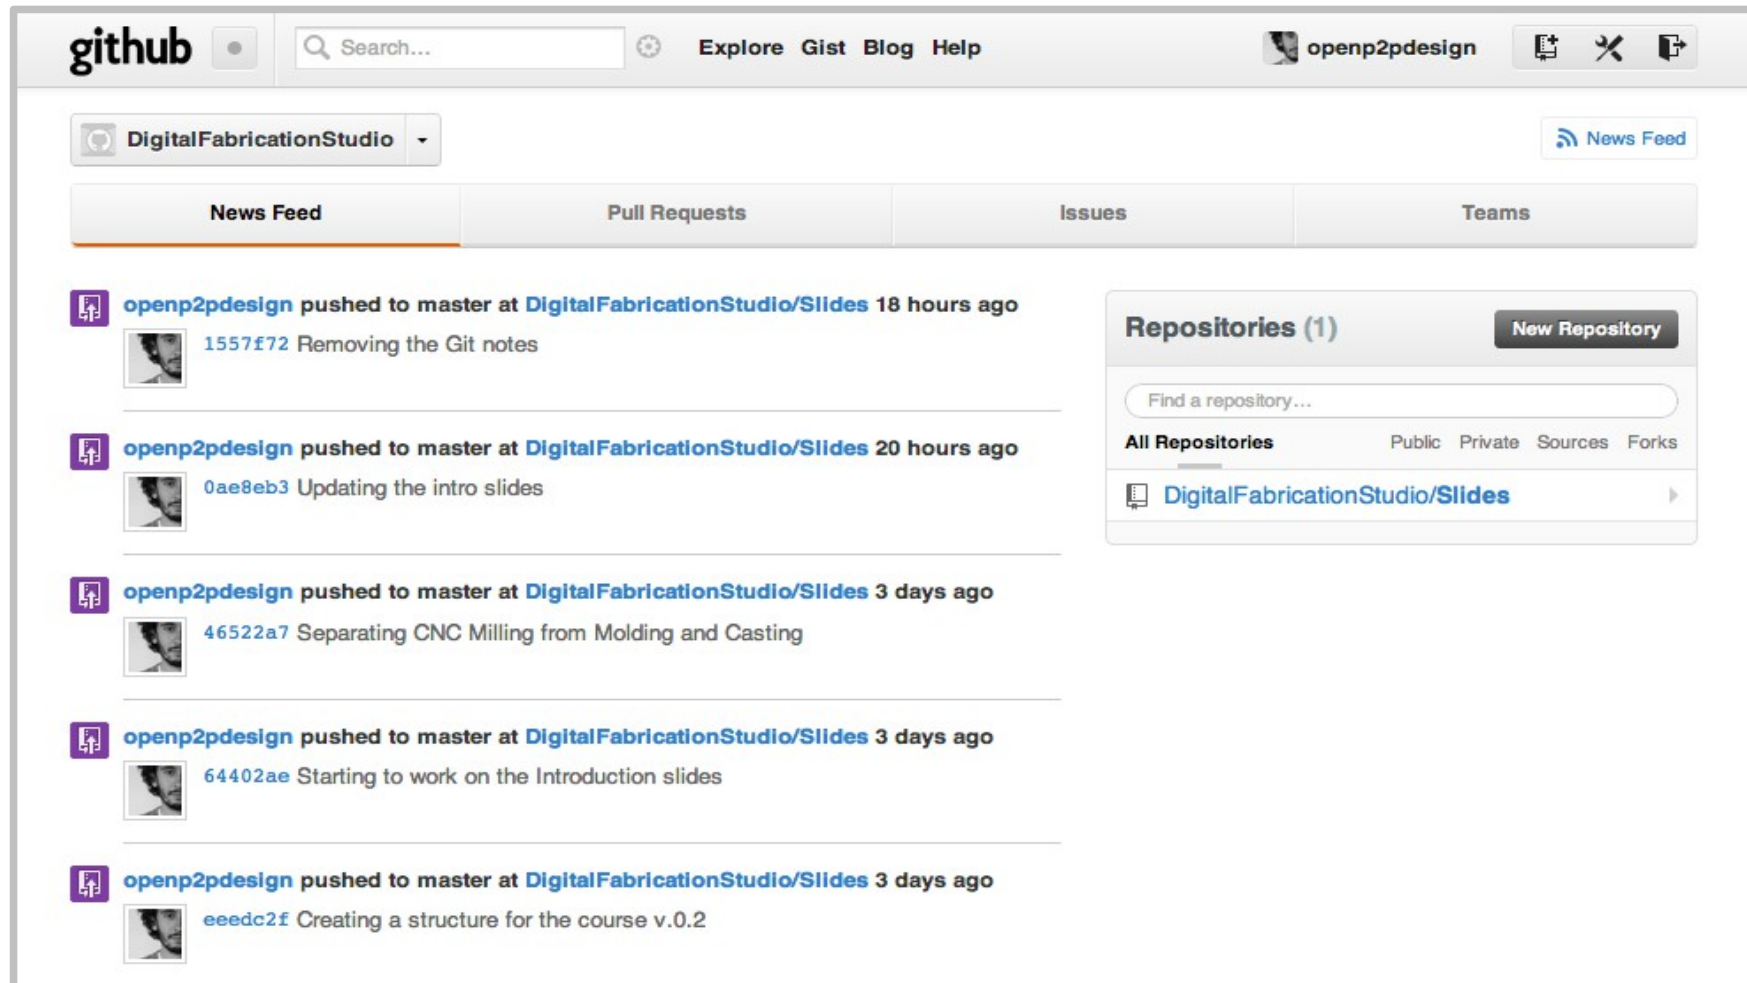 github Search... Explore Gist Blog Help openp2pdesign
DigitalFabricationStudio News Feed
News Feed Pull Requests Issues Teams
openp2pdesign pushed to master at DigitalFabricationStudio/Slides 18 hours ago
1557f72 Removing the Git notes
openp2pdesign pushed to master at DigitalFabricationStudio/Slides 20 hours ago
0ae8eb3 Updating the intro slides
openp2pdesign pushed to master at DigitalFabricationStudio/Slides 3 days ago
46522a7 Separating CNC Milling from Molding and Casting
openp2pdesign pushed to master at DigitalFabricationStudio/Slides 3 days ago
64402ae Starting to work on the Introduction slides
openp2pdesign pushed to master at DigitalFabricationStudio/Slides 3 days ago
eeedc2f Creating a structure for the course v.0.2
Repositories (1) New Repository
Find a repository...
All Repositories Public Private Sources Forks
DigitalFabricationStudio/Slides